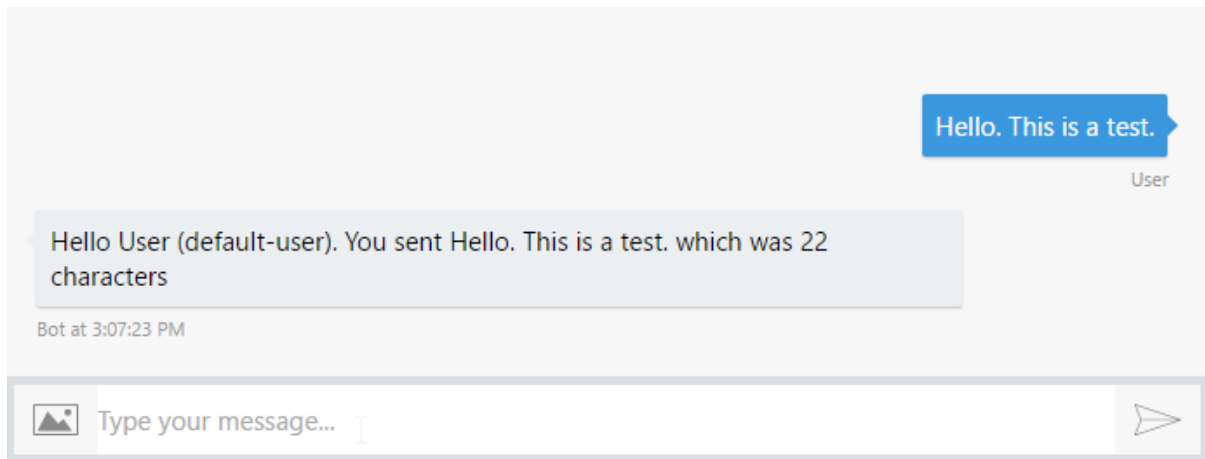 Hello. This is a test.
User
Hello User (default-user). You sent Hello. This is a test. which was 22
characters
Bot at 3:07:23 PM
Type your message...